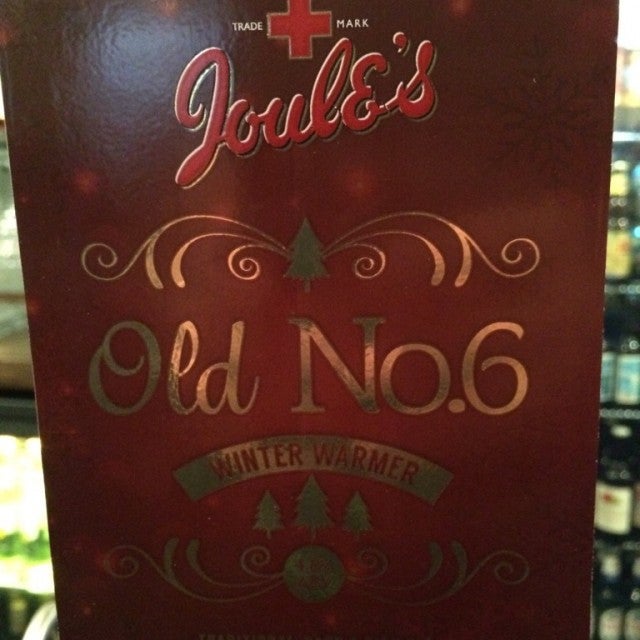 TRADE MARK
Joule's
Old No.6
WINTER WARMER